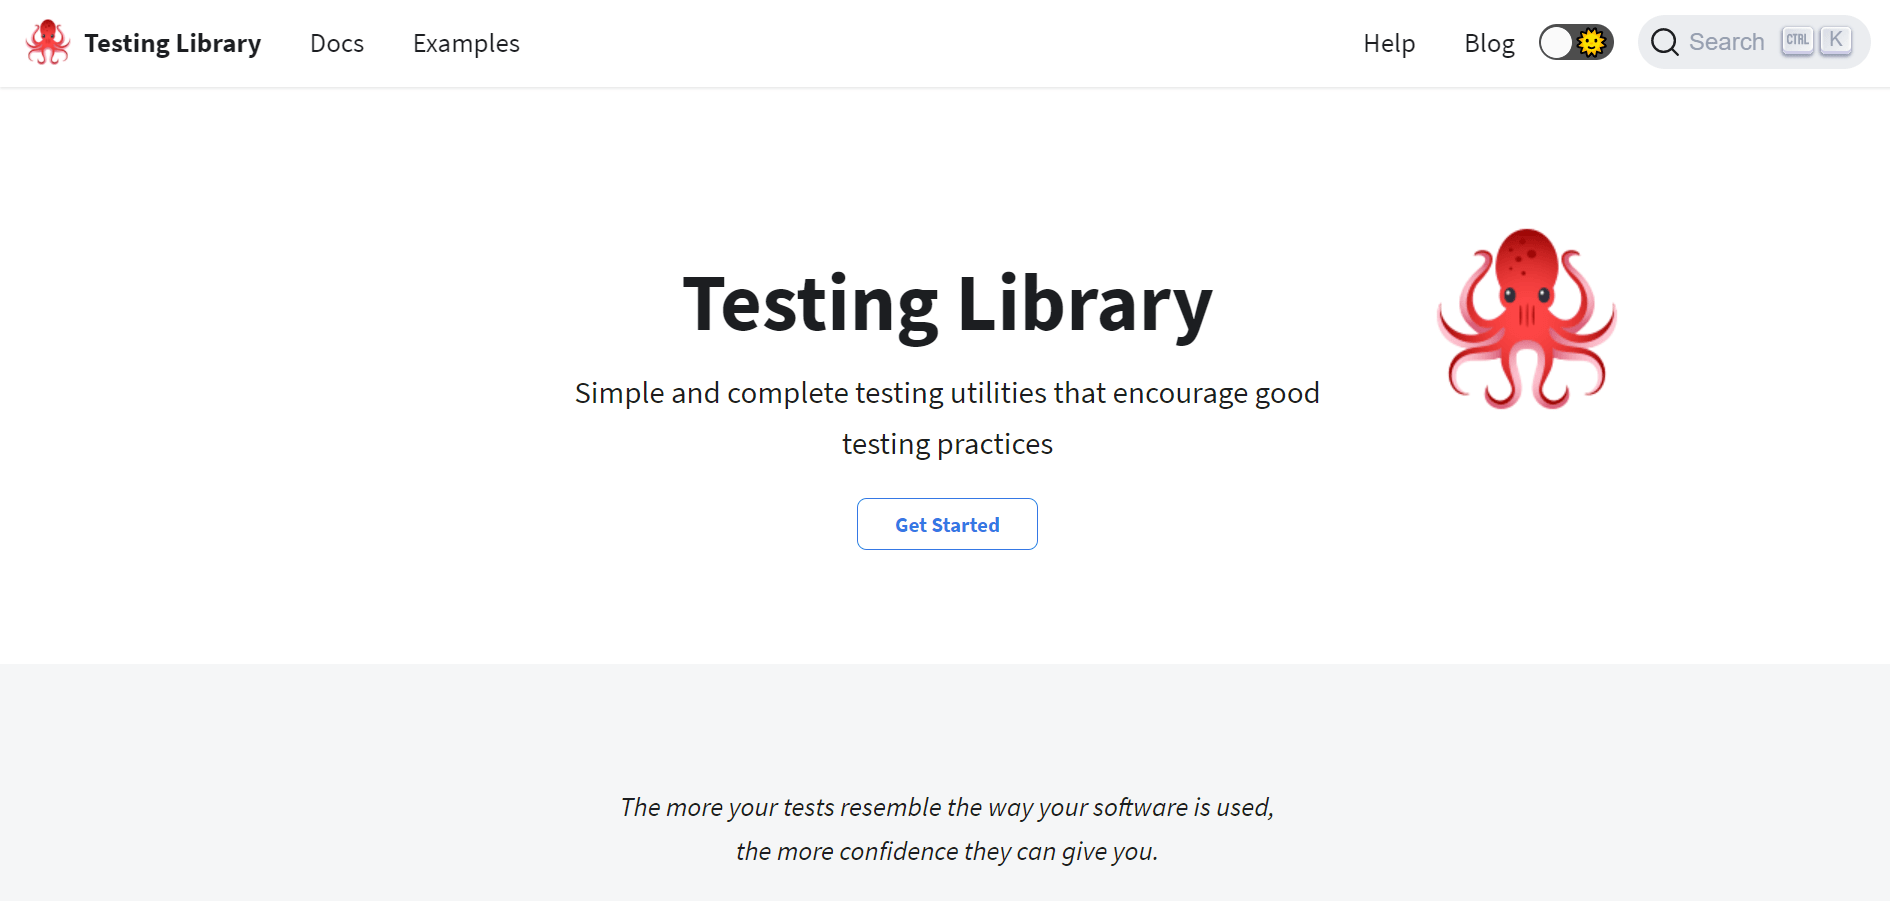 Testing Library Docs Examples Help Blog Search CTRL K
Testing Library
Simple and complete testing utilities that encourage good
testing practices
Get Started
The more your tests resemble the way your software is used,
the more confidence they can give you.